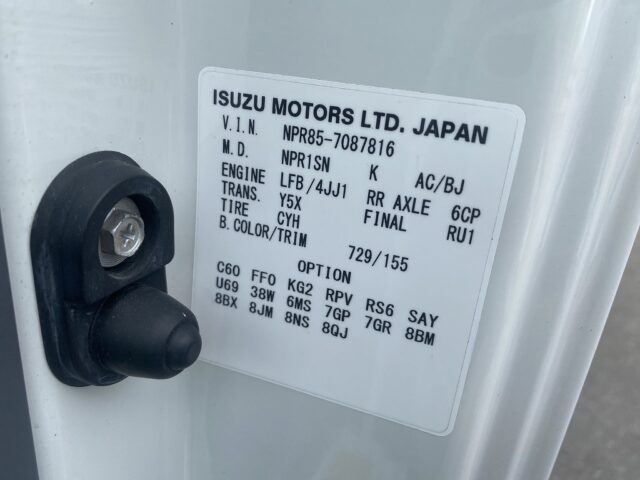 ISUZU MOTORS LTD. JAPAN
V.I.N. NPR85-7087816
M.D. NPR1SN K AC/BJ
ENGINE LFB/4JJ1 RR AXLE 6CP
TRANS. Y5X FINAL RU1
TIRE CYH
B.COLOR/TRIM 729/155
OPTION
C60 FF0 KG2 RPV RS6 SAY
U69 38W 6MS 7GP 7GR 8BM
8BX 8JM 8NS 8QJ